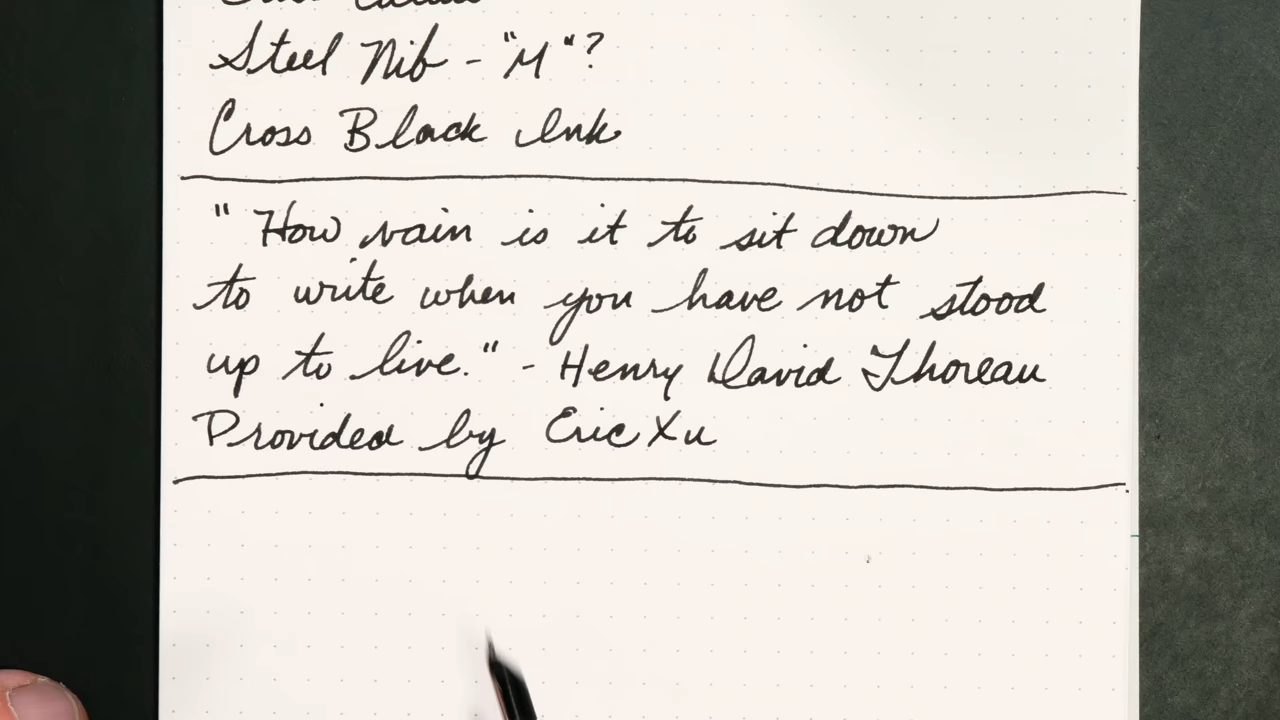 Steel Nib - "M"?
Cross Black Ink
"How vain is it to sit down
to write when you have not stood
up to live." - Henry David Thoreau
Provided by Eric Xu